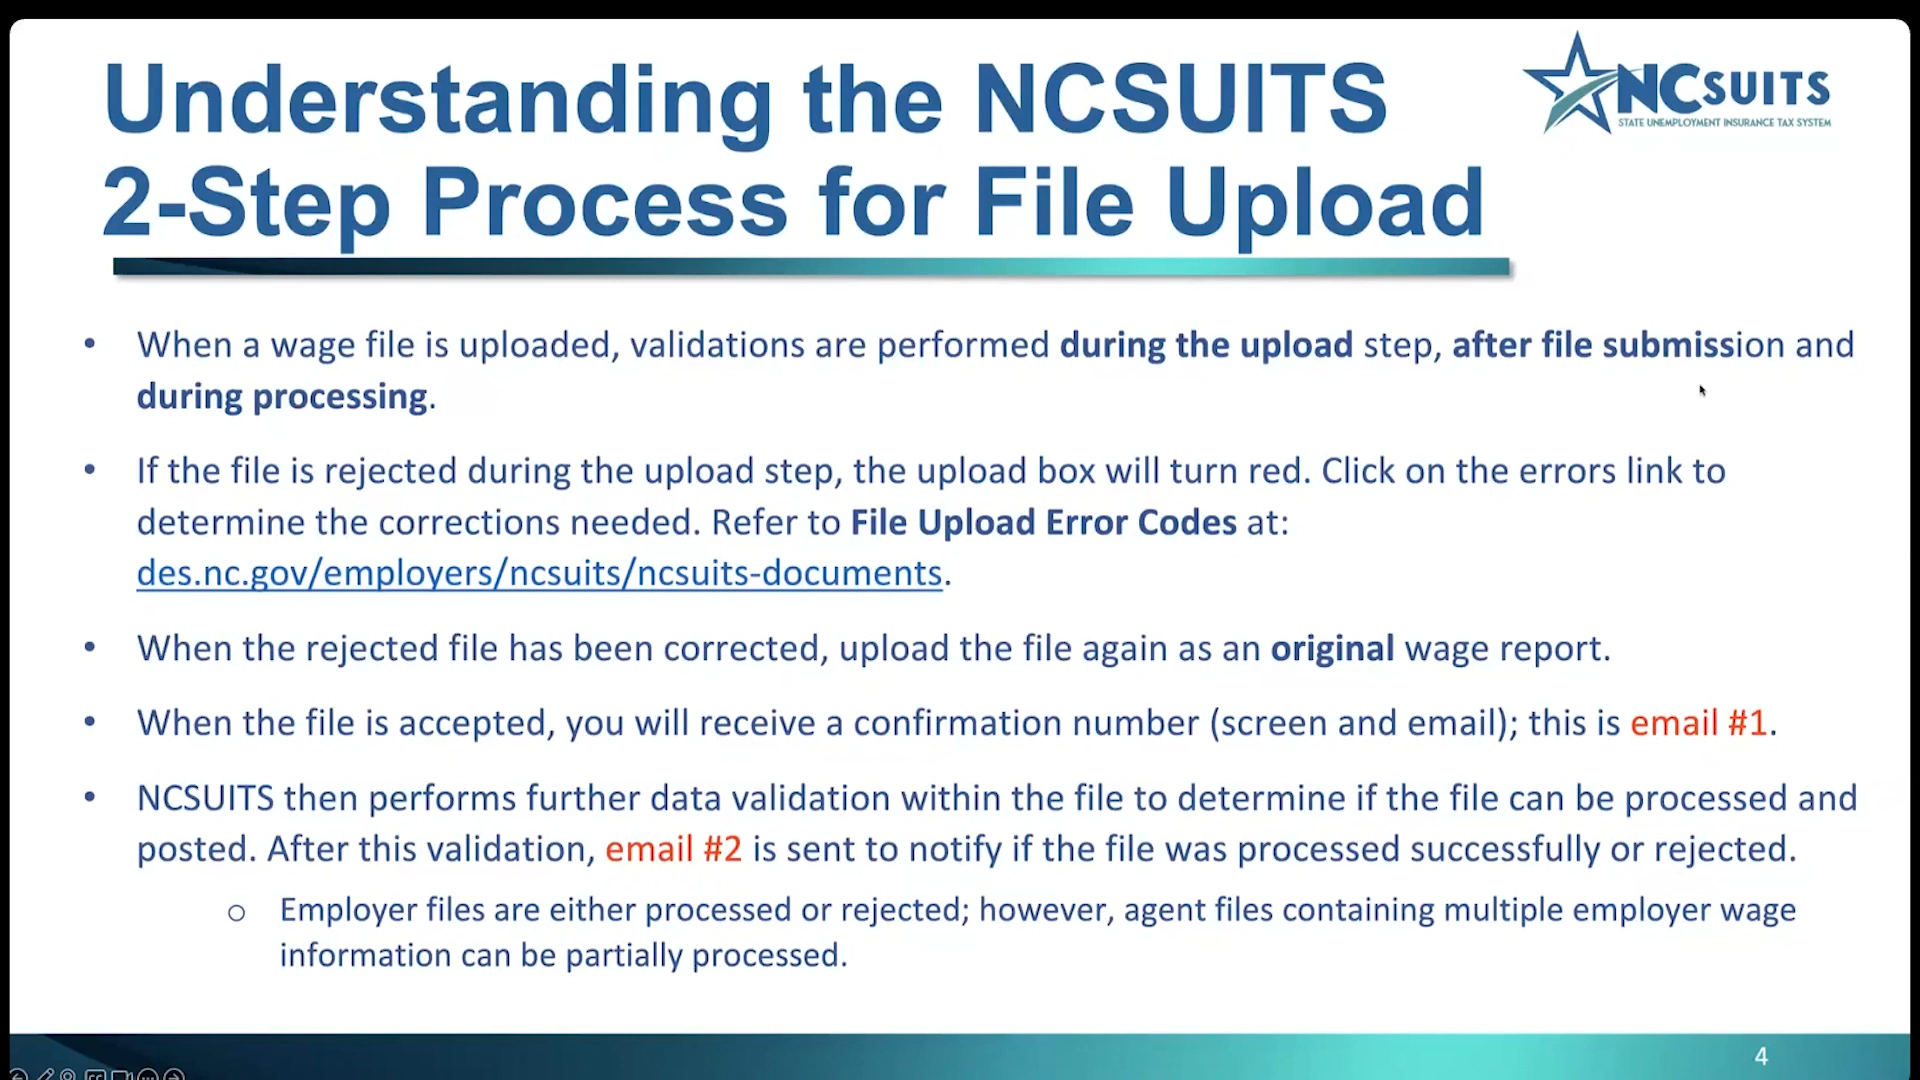 Understanding the NCSUITS
2-Step Process for File Upload
NCSUITS
STATE UNEMPLOYMENT INSURANCE TAX SYSTEM
• When a wage file is uploaded, validations are performed during the upload step, after file submission and
during processing.
• If the file is rejected during the upload step, the upload box will turn red. Click on the errors link to
determine the corrections needed. Refer to File Upload Error Codes at:
des.nc.gov/employers/ncsuits/ncsuits-documents.
• When the rejected file has been corrected, upload the file again as an original wage report.
• When the file is accepted, you will receive a confirmation number (screen and email); this is email #1.
• NCSUITS then performs further data validation within the file to determine if the file can be processed and
posted. After this validation, email #2 is sent to notify if the file was processed successfully or rejected.
o Employer files are either processed or rejected; however, agent files containing multiple employer wage
information can be partially processed.
4